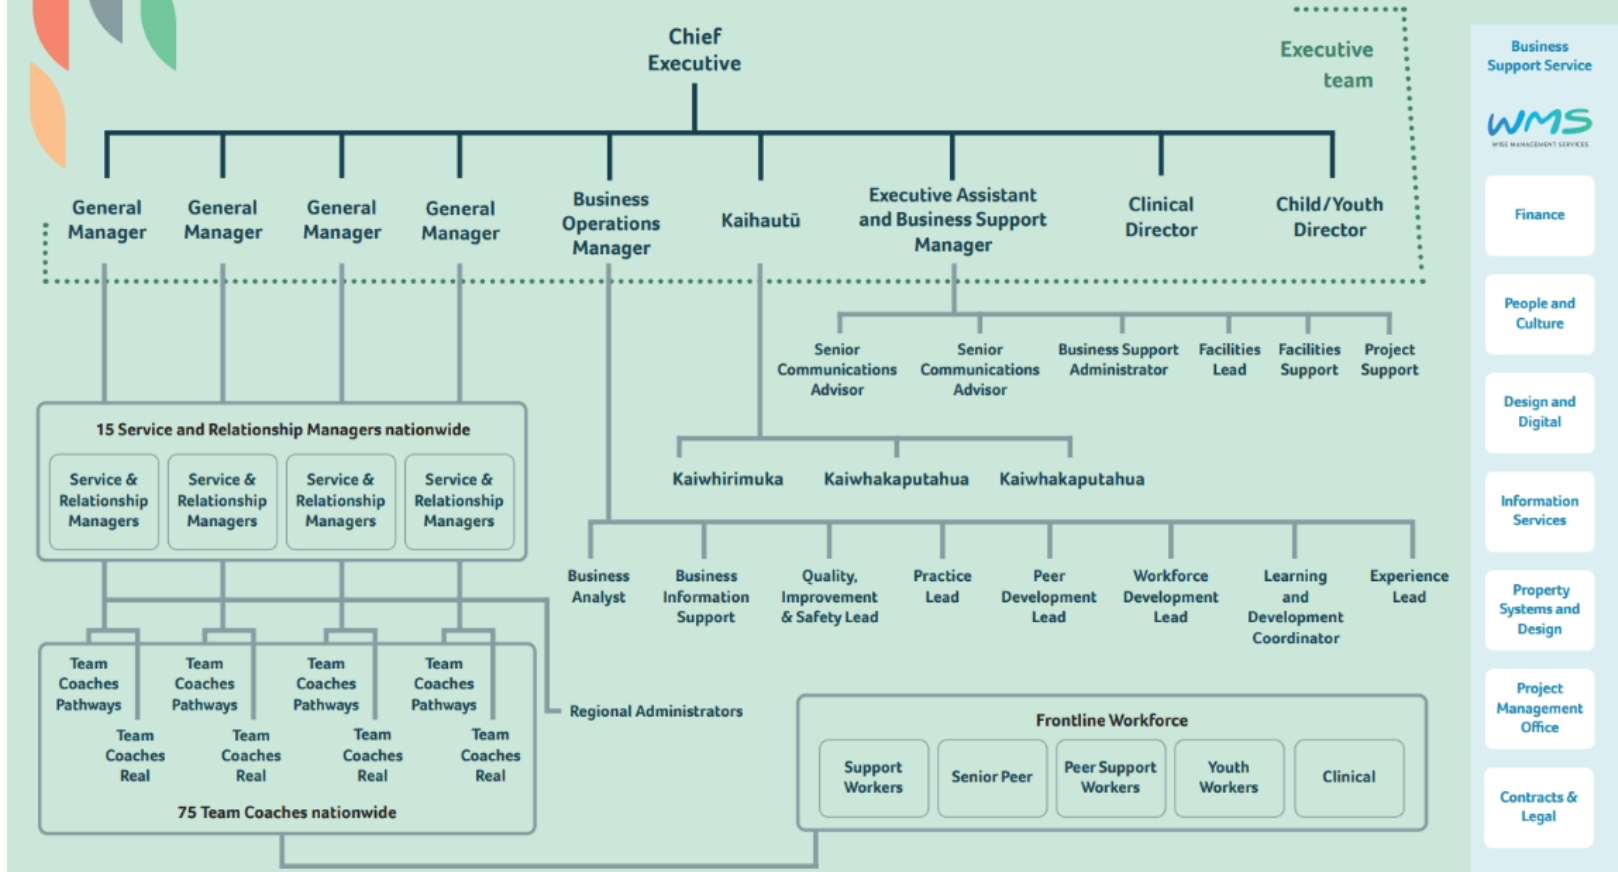 Chief
Executive
Executive
team
General
Manager
General
Manager
General
Manager
General
Manager
Business
Operations
Manager
Kaihautū
Executive Assistant
and Business Support
Manager
Clinical
Director
Child/Youth
Director
Senior
Communications
Advisor
Senior
Communications
Advisor
Business Support
Administrator
Facilities
Lead
Facilities
Support
Project
Support
15 Service and Relationship Managers nationwide
Service &
Relationship
Managers
Service &
Relationship
Managers
Service &
Relationship
Managers
Service &
Relationship
Managers
Kaiwhirimuka
Kaiwhakaputahua
Kaiwhakaputahua
Business
Analyst
Business
Information
Support
Quality,
Improvement
& Safety Lead
Practice
Lead
Peer
Development
Lead
Workforce
Development
Lead
Learning
and
Development
Coordinator
Experience
Lead
Team
Coaches
Pathways
Team
Coaches
Pathways
Team
Coaches
Pathways
Team
Coaches
Pathways
Team
Coaches
Real
Team
Coaches
Real
Team
Coaches
Real
Team
Coaches
Real
75 Team Coaches nationwide
Regional Administrators
Frontline Workforce
Support
Workers
Senior Peer
Peer Support
Workers
Youth
Workers
Clinical
Business
Support Service
WMS
WISE MANAGEMENT SERVICES
Finance
People and
Culture
Design and
Digital
Information
Services
Property
Systems and
Design
Project
Management
Office
Contracts &
Legal